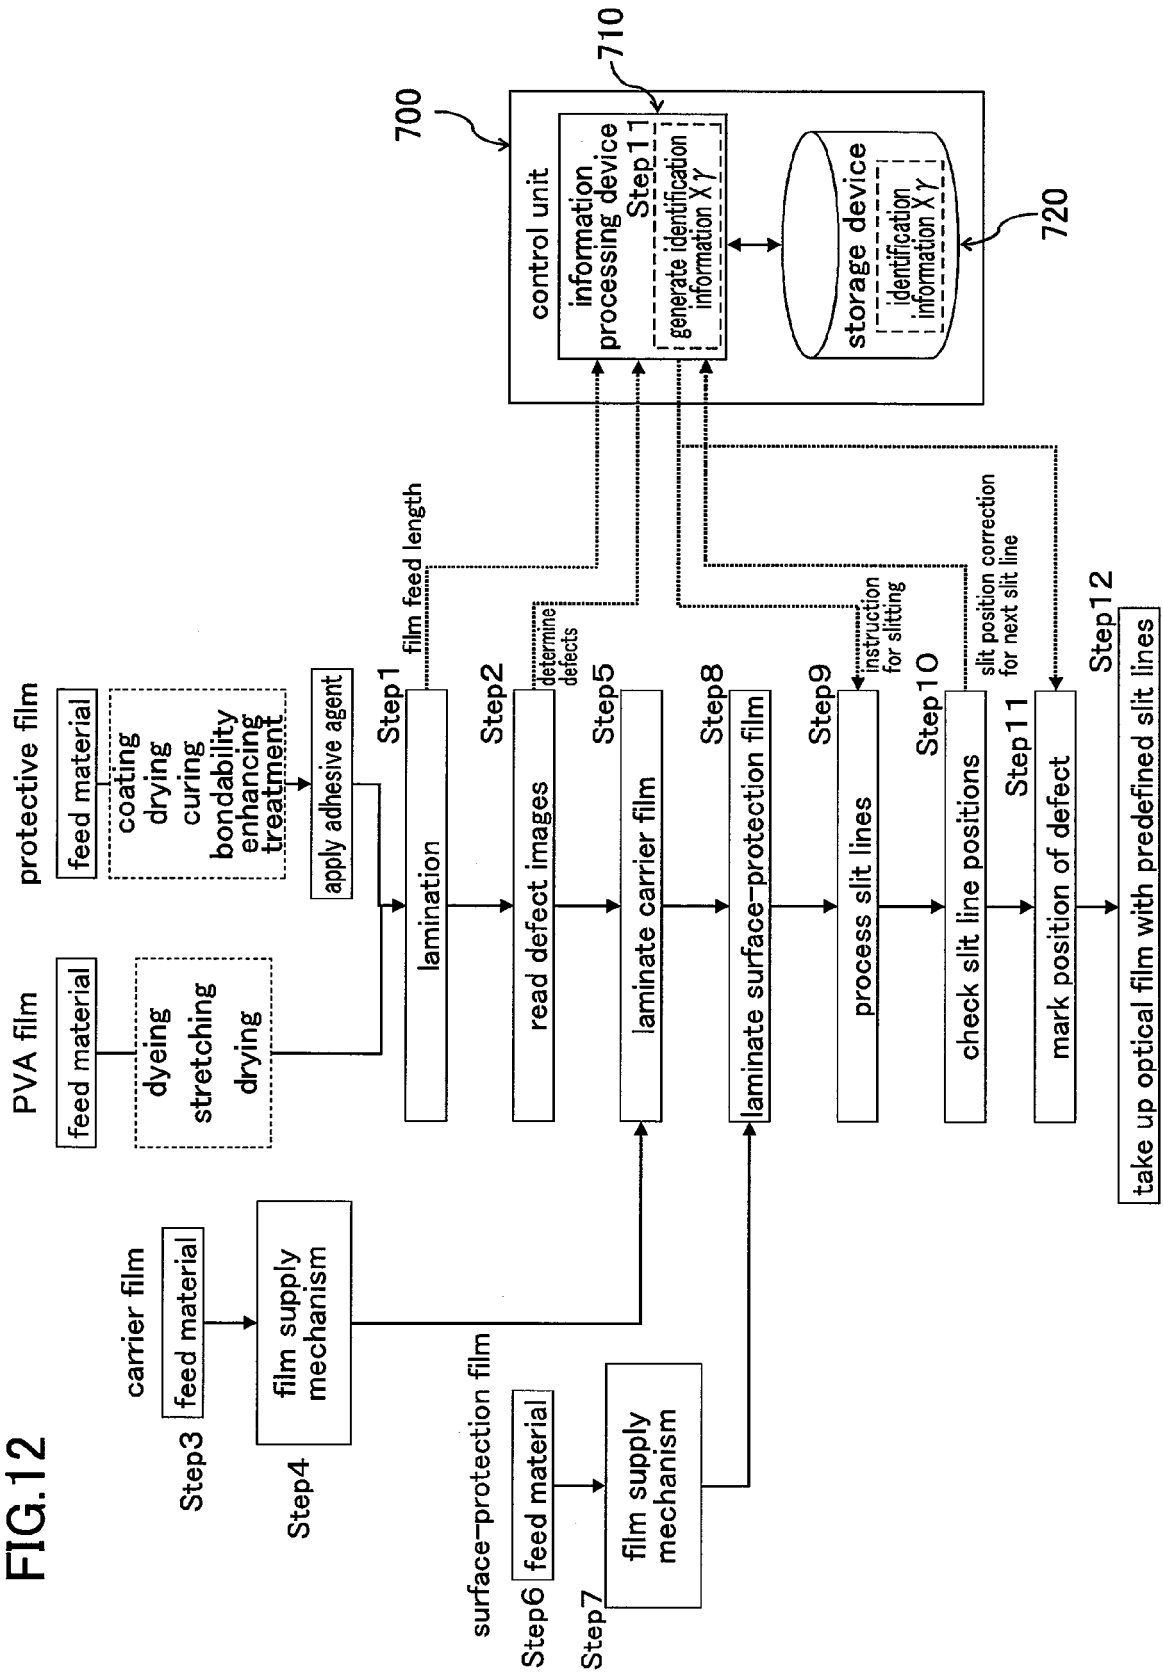 FIG.12
carrier film
Step3
feed material
Step4
film supply
mechanism
surface-protection film
Step6
feed material
Step7
film supply
mechanism
PVA film
feed material
dyeing
stretching
drying
protective film
feed material
coating
drying
curing
bondability
enhancing
treatment
apply adhesive agent
Step1
film feed length
lamination
Step2
determine
defects
read defect images
Step5
laminate carrier film
Step8
laminate surface-protection film
Step9
instruction
for slitting
process slit lines
Step10
slit position correction
for next slit line
check slit line positions
Step11
mark position of defect
Step12
take up optical film with predefined slit lines
700
control unit
710
information
processing device
Step11
generate identification
information Xγ
storage device
identification
information Xγ
720